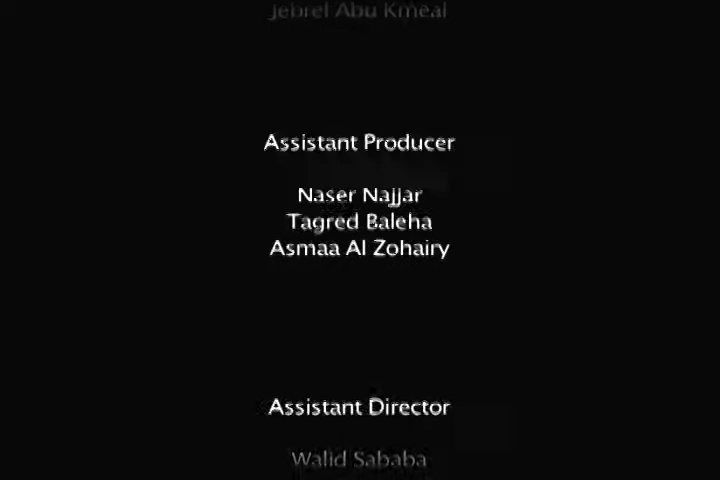 Jebrel Abu Kmeal
Assistant Producer
Naser Najjar
Tagred Baleha
Asmaa Al Zohairy
Assistant Director
Walid Sababa